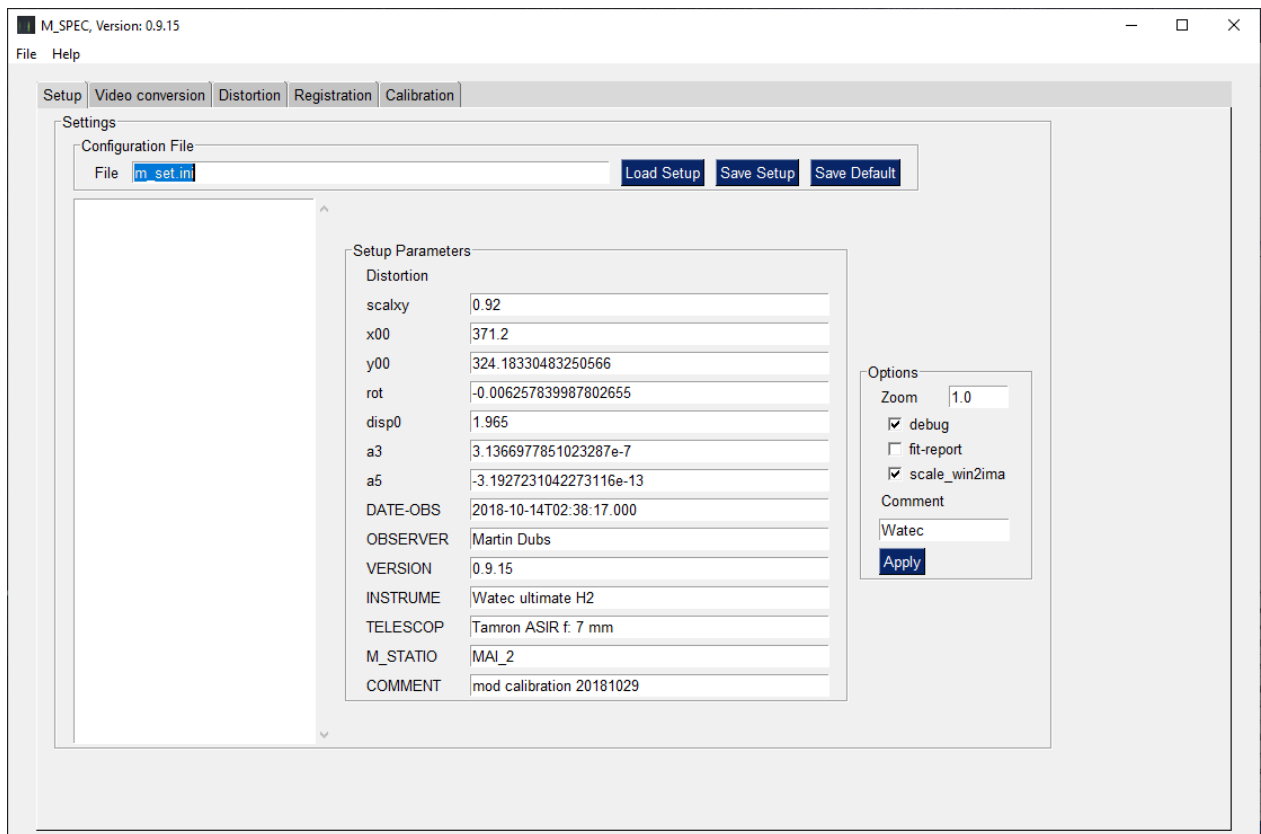 M_SPEC, Version: 0.9.15
File Help
Setup Video conversion Distortion Registration Calibration
Settings
Configuration File
File m_set.ini Load Setup Save Setup Save Default
Setup Parameters
Distortion
scalxy 0.92
x00 371.2
y00 324.18330483250566
rot -0.006257839987802655
disp0 1.965
a3 3.1366977851023287e-7
a5 -3.1927231042273116e-13
DATE-OBS 2018-10-14T02:38:17.000
OBSERVER Martin Dubs
VERSION 0.9.15
INSTRUME Watec ultimate H2
TELESCOP Tamron ASIR f: 7 mm
M_STATIO MAI_2
COMMENT mod calibration 20181029
Options
Zoom 1.0
debug
fit-report
scale_win2ima
Comment
Watec
Apply